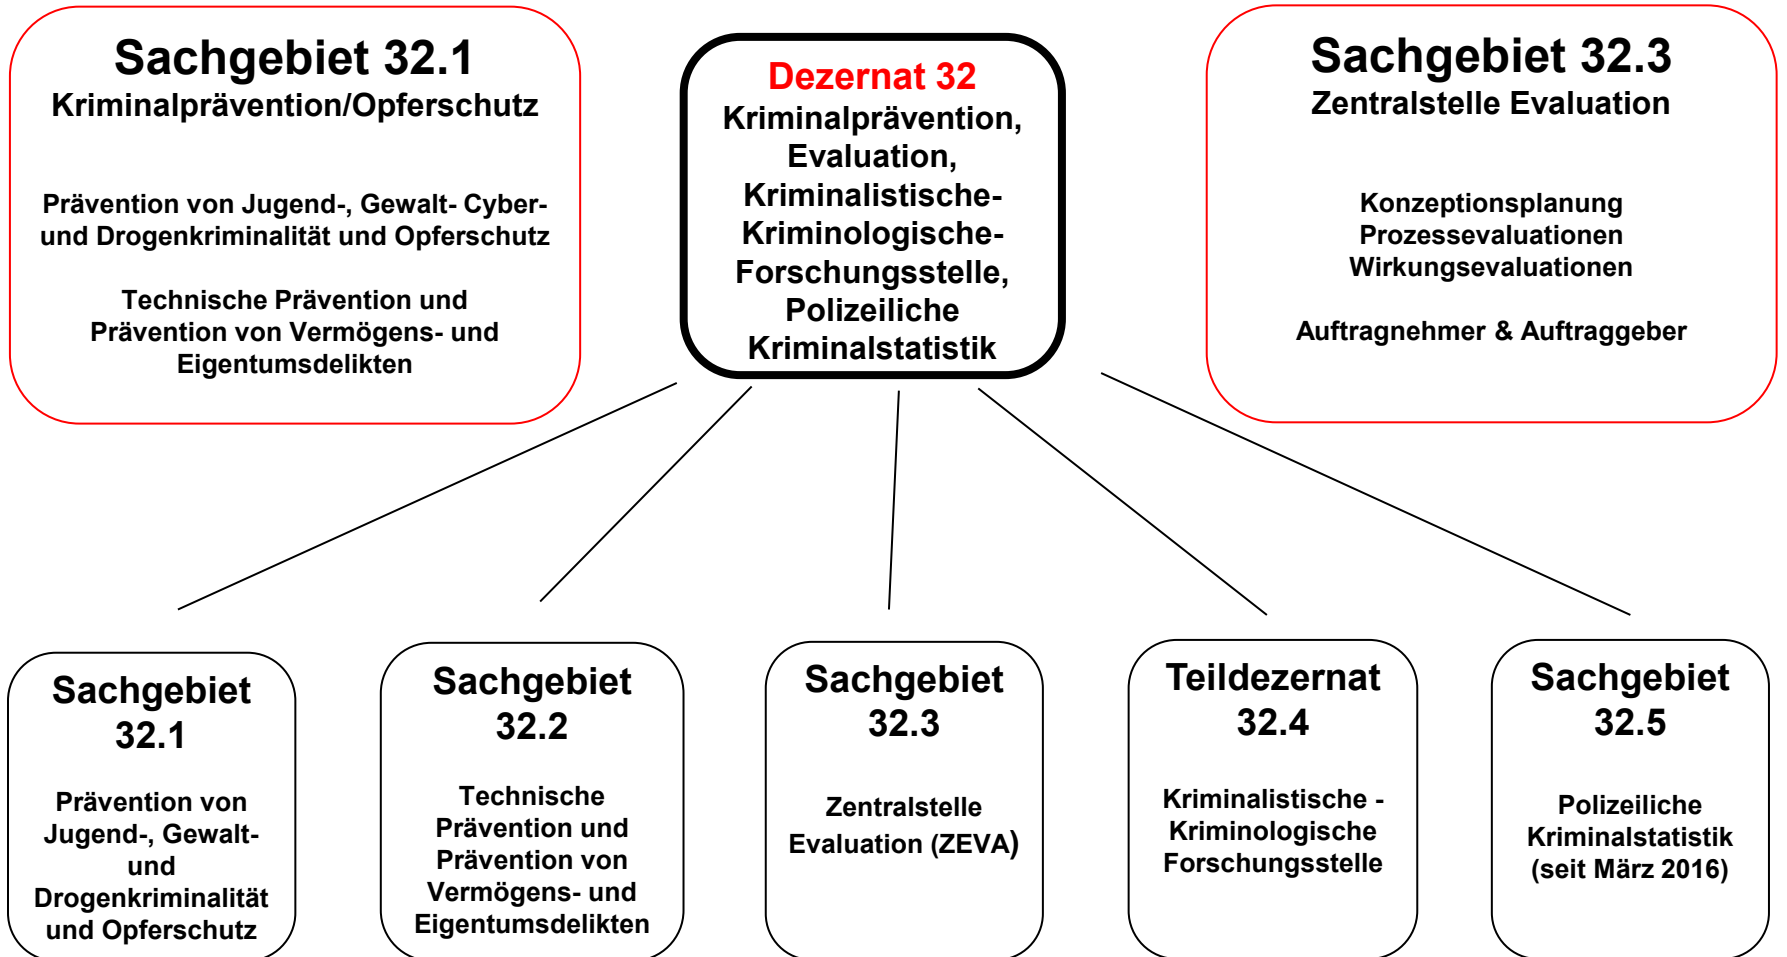 Sachgebiet 32.1
Kriminalprävention/Opferschutz
Prävention von Jugend-, Gewalt- Cyber-
und Drogenkriminalität und Opferschutz
Technische Prävention und
Prävention von Vermögens- und
Eigentumsdelikten
Dezernat 32
Kriminalprävention,
Evaluation,
Kriminalistische-
Kriminologische-
Forschungsstelle,
Polizeiliche
Kriminalstatistik
Sachgebiet 32.3
Zentralstelle Evaluation
Konzeptionsplanung
Prozessevaluationen
Wirkungsevaluationen
Auftragnehmer & Auftraggeber
Sachgebiet
32.1
Prävention von
Jugend-, Gewalt-
und
Drogenkriminalität
und Opferschutz
Sachgebiet
32.2
Technische
Prävention und
Prävention von
Vermögens- und
Eigentumsdelikten
Sachgebiet
32.3
Zentralstelle
Evaluation (ZEVA)
Teildezernat
32.4
Kriminalistische -
Kriminologische
Forschungsstelle
Sachgebiet
32.5
Polizeiliche
Kriminalstatistik
(seit März 2016)